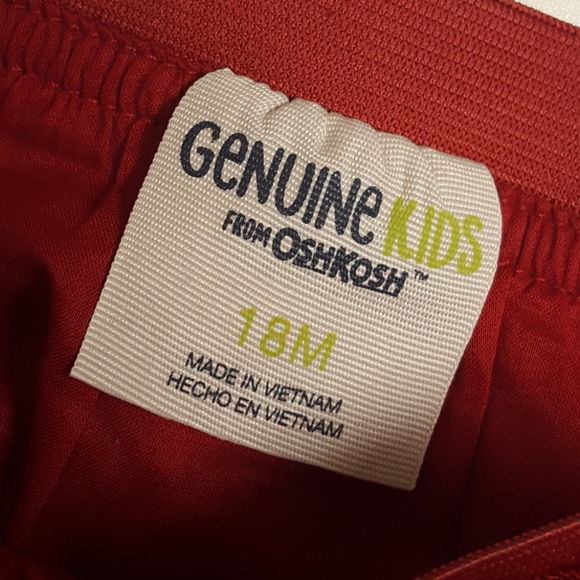 GeNUINe KIDS
FROM OSHKOSH™
18M
MADE IN VIETNAM
HECHO EN VIETNAM